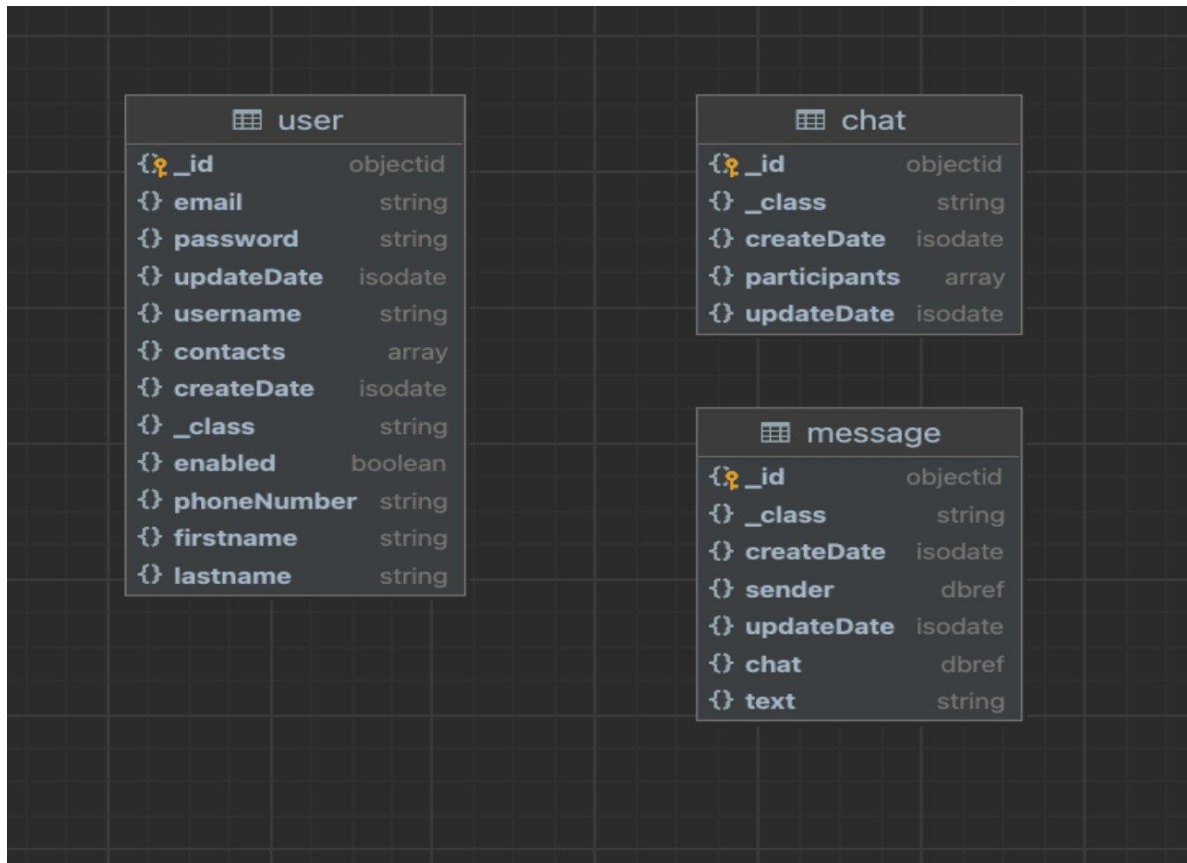 user
_id objectid
email string
password string
updateDate isodate
username string
contacts array
createDate isodate
_class string
enabled boolean
phoneNumber string
firstname string
lastname string
chat
_id objectid
_class string
createDate isodate
participants array
updateDate isodate
message
_id objectid
_class string
createDate isodate
sender dbref
updateDate isodate
chat dbref
text string